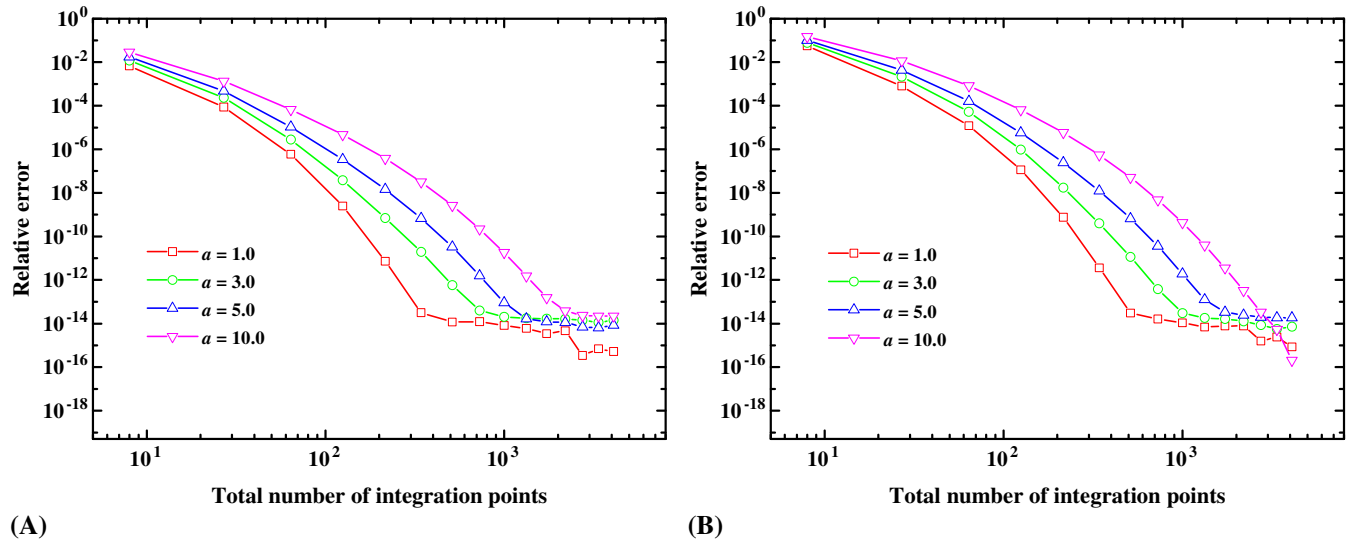 10^0
10^-2
10^-4
10^-6
10^-8
10^-10
10^-12
10^-14
10^-16
10^-18
Relative error
a = 1.0
a = 3.0
a = 5.0
a = 10.0
10^1 10^2 10^3
Total number of integration points
(A)
10^0
10^-2
10^-4
10^-6
10^-8
10^-10
10^-12
10^-14
10^-16
10^-18
Relative error
a = 1.0
a = 3.0
a = 5.0
a = 10.0
10^1 10^2 10^3
Total number of integration points
(B)